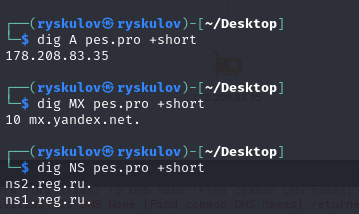 ┌──(ryskulov㉿ryskulov)-[~/Desktop]
└─$ dig A pes.pro +short
178.208.83.35
┌──(ryskulov㉿ryskulov)-[~/Desktop]
└─$ dig MX pes.pro +short
10 mx.yandex.net.
┌──(ryskulov㉿ryskulov)-[~/Desktop]
└─$ dig NS pes.pro +short
ns2.reg.ru.
ns1.reg.ru.